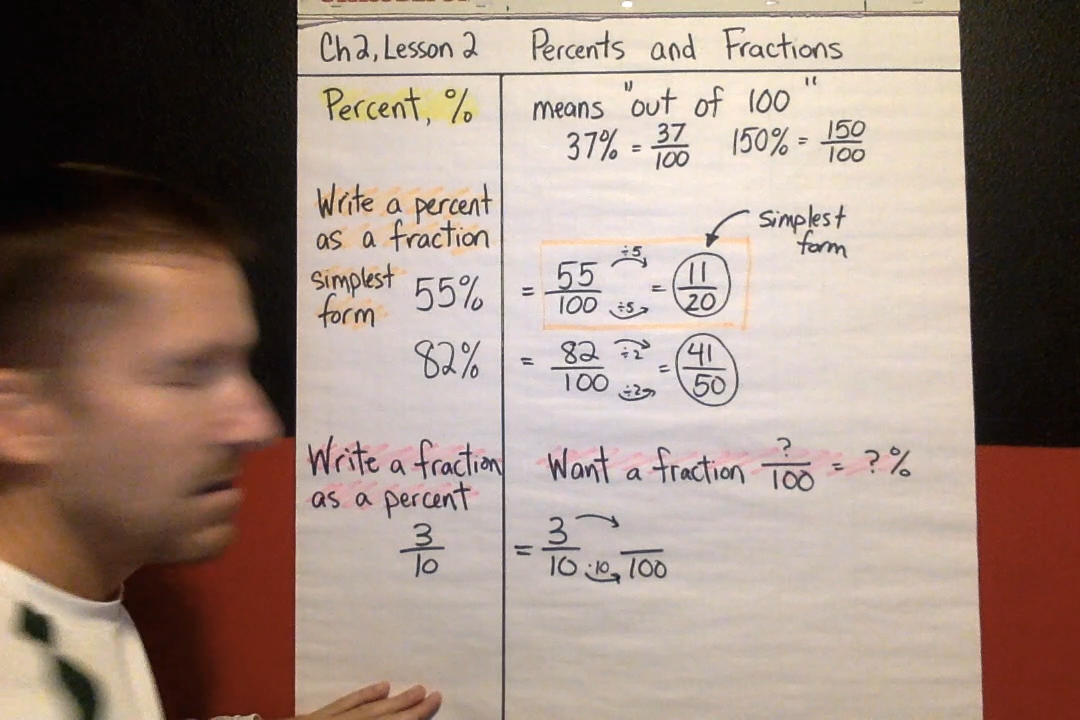 Ch 2, Lesson 2 Percents and Fractions
Percent, % means "out of 100"
37% = 37/100 150% = 150/100
Write a percent
as a fraction
simplest
form
simplest form
55% = 55/100 ÷5 ÷5 = 11/20
82% = 82/100 ÷2 ÷2 = 41/50
Write a fraction
as a percent
Want a fraction ?/100 = ?%
3/10 = 3/10 ·10 /100